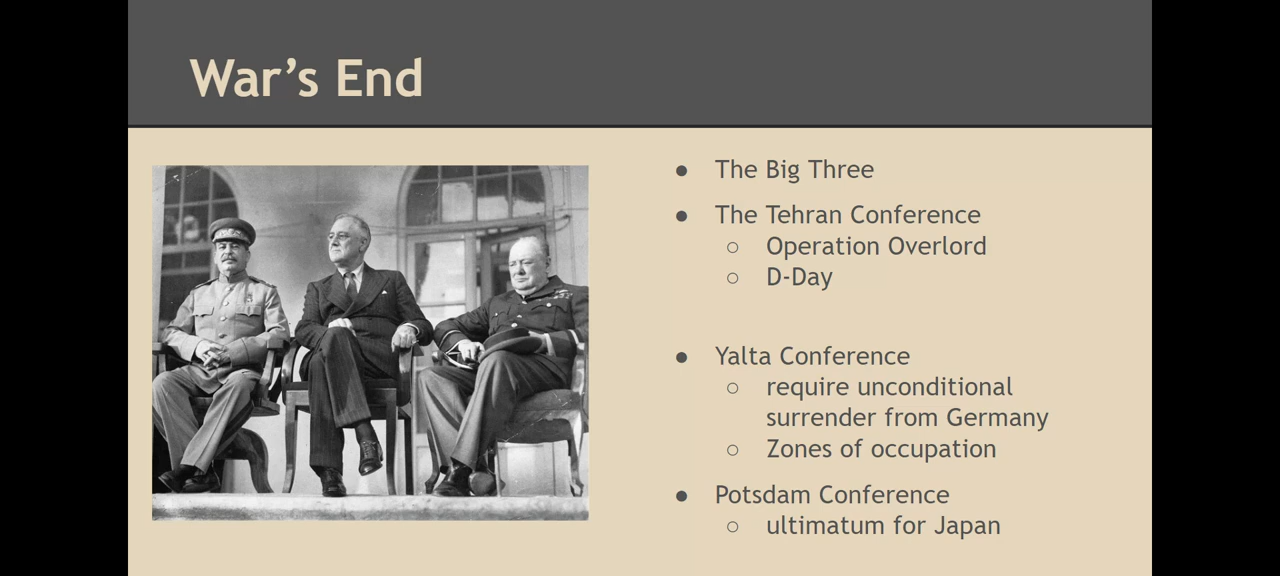 War's End
● The Big Three
● The Tehran Conference
○ Operation Overlord
○ D-Day
● Yalta Conference
○ require unconditional
surrender from Germany
○ Zones of occupation
● Potsdam Conference
○ ultimatum for Japan